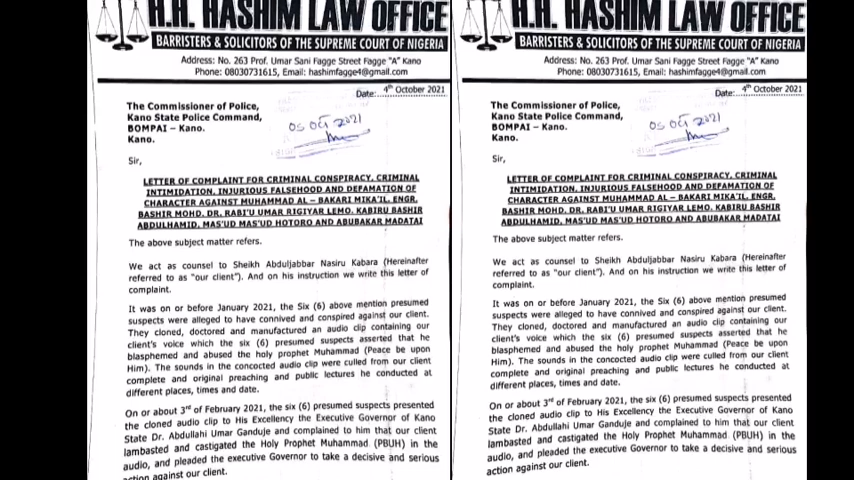 H.H. HASHIM LAW OFFICE
BARRISTERS & SOLICITORS OF THE SUPREME COURT OF NIGERIA
Address: No. 263 Prof. Umar Sani Fagge Street Fagge "A" Kano
Phone: 08030731615, Email: hashimfagge4@gmail.com
Date: 4th October 2021
The Commissioner of Police,
Kano State Police Command,
BOMPAI – Kano.
Kano.
05 Oct 2021
Sir,
LETTER OF COMPLAINT FOR CRIMINAL CONSPIRACY, CRIMINAL
INTIMIDATION, INJURIOUS FALSEHOOD AND DEFAMATION OF
CHARACTER AGAINST MUHAMMAD AL – BAKARI MIKA'IL, ENGR.
BASHIR MOHD. DR. RABI'U UMAR RIGIYAR LEMO. KABIRU BASHIR
ABDULHAMID, MAS'UD MAS'UD HOTORO AND ABUBAKAR MADATAI
The above subject matter refers.
We act as counsel to Sheikh Abduljabbar Nasiru Kabara (Hereinafter
referred to as "our client"). And on his instruction we write this letter of
complaint.
It was on or before January 2021, the Six (6) above mention presumed
suspects were alleged to have connived and conspired against our client.
They cloned, doctored and manufactured an audio clip containing our
client's voice which the six (6) presumed suspects asserted that he
blasphemed and abused the holy prophet Muhammad (Peace be upon
Him). The sounds in the concocted audio clip were culled from our client
complete and original preaching and public lectures he conducted at
different places, times and date.
On or about 3rd of February 2021, the six (6) presumed suspects presented
the cloned audio clip to His Excellency the Executive Governor of Kano
State Dr. Abdullahi Umar Ganduje and complained to him that our client
lambasted and castigated the Holy Prophet Muhammad (PBUH) in the
audio, and pleaded the executive Governor to take a decisive and serious
action against our client.
H.H. HASHIM LAW OFFICE
BARRISTERS & SOLICITORS OF THE SUPREME COURT OF NIGERIA
Address: No. 263 Prof. Umar Sani Fagge Street Fagge "A" Kano
Phone: 08030731615, Email: hashimfagge4@gmail.com
Date: 4th October 2021
The Commissioner of Police,
Kano State Police Command,
BOMPAI – Kano.
Kano.
05 Oct 2021
Sir,
LETTER OF COMPLAINT FOR CRIMINAL CONSPIRACY, CRIMINAL
INTIMIDATION, INJURIOUS FALSEHOOD AND DEFAMATION OF
CHARACTER AGAINST MUHAMMAD AL – BAKARI MIKA'IL, ENGR.
BASHIR MOHD. DR. RABI'U UMAR RIGIYAR LEMO. KABIRU BASHIR
ABDULHAMID, MAS'UD MAS'UD HOTORO AND ABUBAKAR MADATAI
The above subject matter refers.
We act as counsel to Sheikh Abduljabbar Nasiru Kabara (Hereinafter
referred to as "our client"). And on his instruction we write this letter of
complaint.
It was on or before January 2021, the Six (6) above mention presumed
suspects were alleged to have connived and conspired against our client.
They cloned, doctored and manufactured an audio clip containing our
client's voice which the six (6) presumed suspects asserted that he
blasphemed and abused the holy prophet Muhammad (Peace be upon
Him). The sounds in the concocted audio clip were culled from our client
complete and original preaching and public lectures he conducted at
different places, times and date.
On or about 3rd of February 2021, the six (6) presumed suspects presented
the cloned audio clip to His Excellency the Executive Governor of Kano
State Dr. Abdullahi Umar Ganduje and complained to him that our client
lambasted and castigated the Holy Prophet Muhammad (PBUH) in the
audio, and pleaded the executive Governor to take a decisive and serious
action against our client.